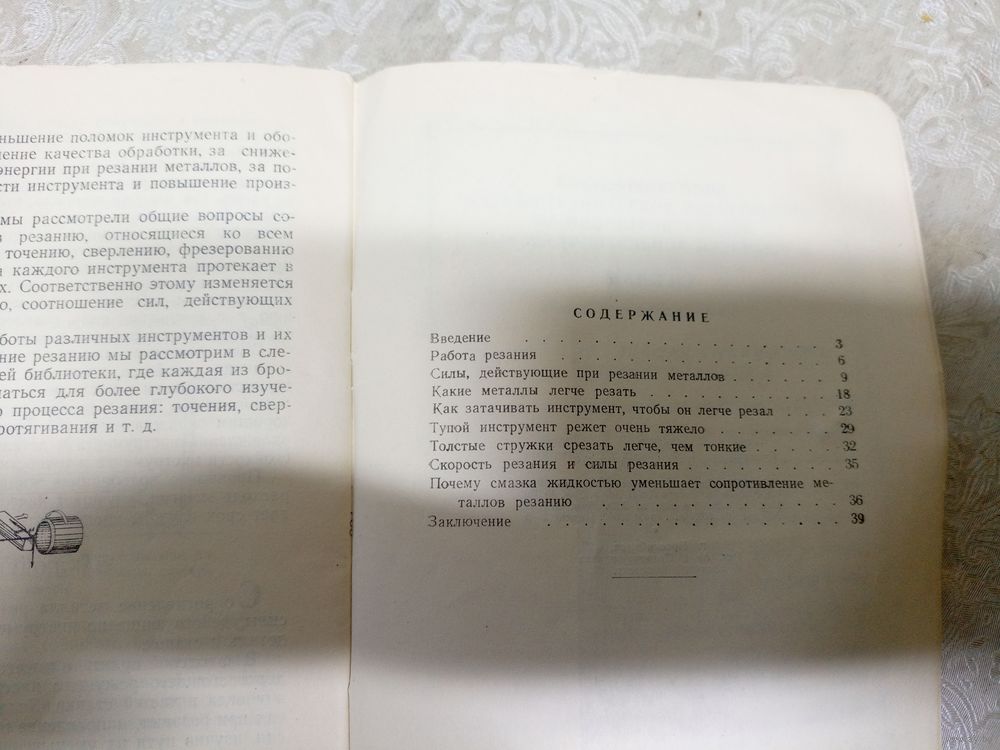 ньшение поломок инструмента и обо-
ение качества обработки, за сниже-
энергии при резании металлов, за по-
сти инструмента и повышение произ-
мы рассмотрели общие вопросы со-
резанию, относящиеся ко всем
точению, сверлению, фрезерованию
каждого инструмента протекает в
х. Соответственно этому изменяется
о, соотношение сил, действующих
боты различных инструментов и их
ние резанию мы рассмотрим в сле-
ей библиотеки, где каждая из бро-
чаться для более глубокого изуче-
процесса резания: точения, свер-
ротягивания и т. д.
СОДЕРЖАНИЕ
Введение . . . . . . . . . . . . . . 3
Работа резания . . . . . . . . . . . . 6
Силы, действующие при резании металлов . . . . . . 9
Какие металлы легче резать . . . . . . . . . 18
Как затачивать инструмент, чтобы он легче резал . . . 23
Тупой инструмент режет очень тяжело . . . . . . . 29
Толстые стружки срезать легче, чем тонкие . . . . . 32
Скорость резания и силы резания . . . . . . . . 35
Почему смазка жидкостью уменьшает сопротивление ме-
таллов резанию . . . . . . . . . . . 36
Заключение . . . . . . . . . . . . . 39